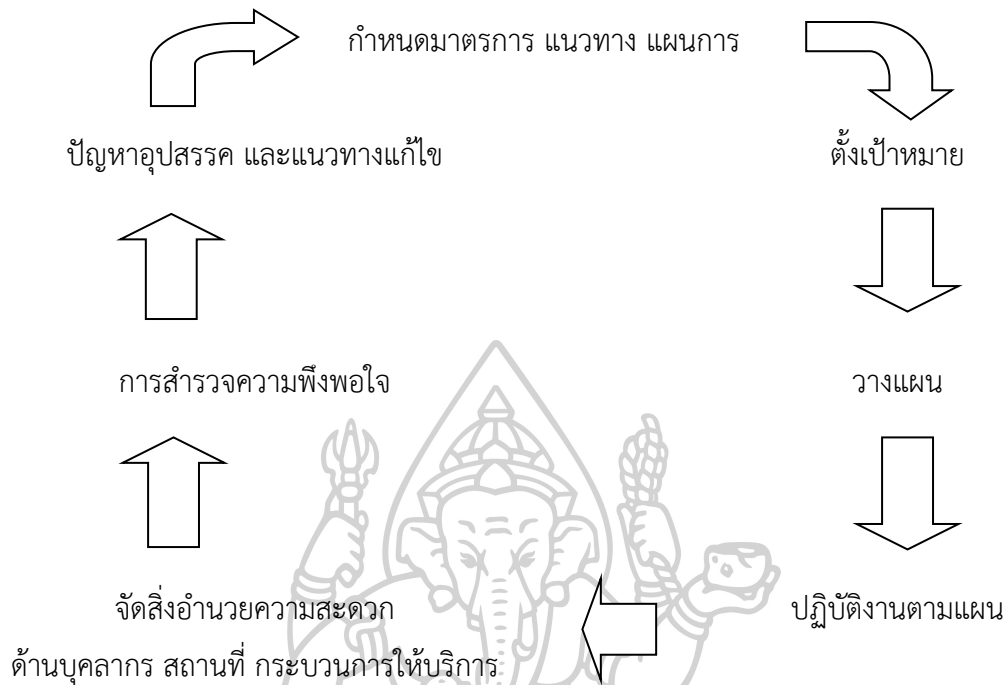 กำหนดมาตรการ แนวทาง แผนการ
ปัญหาอุปสรรค และแนวทางแก้ไข
ตั้งเป้าหมาย
การสำรวจความพึงพอใจ
วางแผน
จัดสิ่งอำนวยความสะดวก
ด้านบุคลากร สถานที่ กระบวนการให้บริการ
ปฏิบัติงานตามแผน